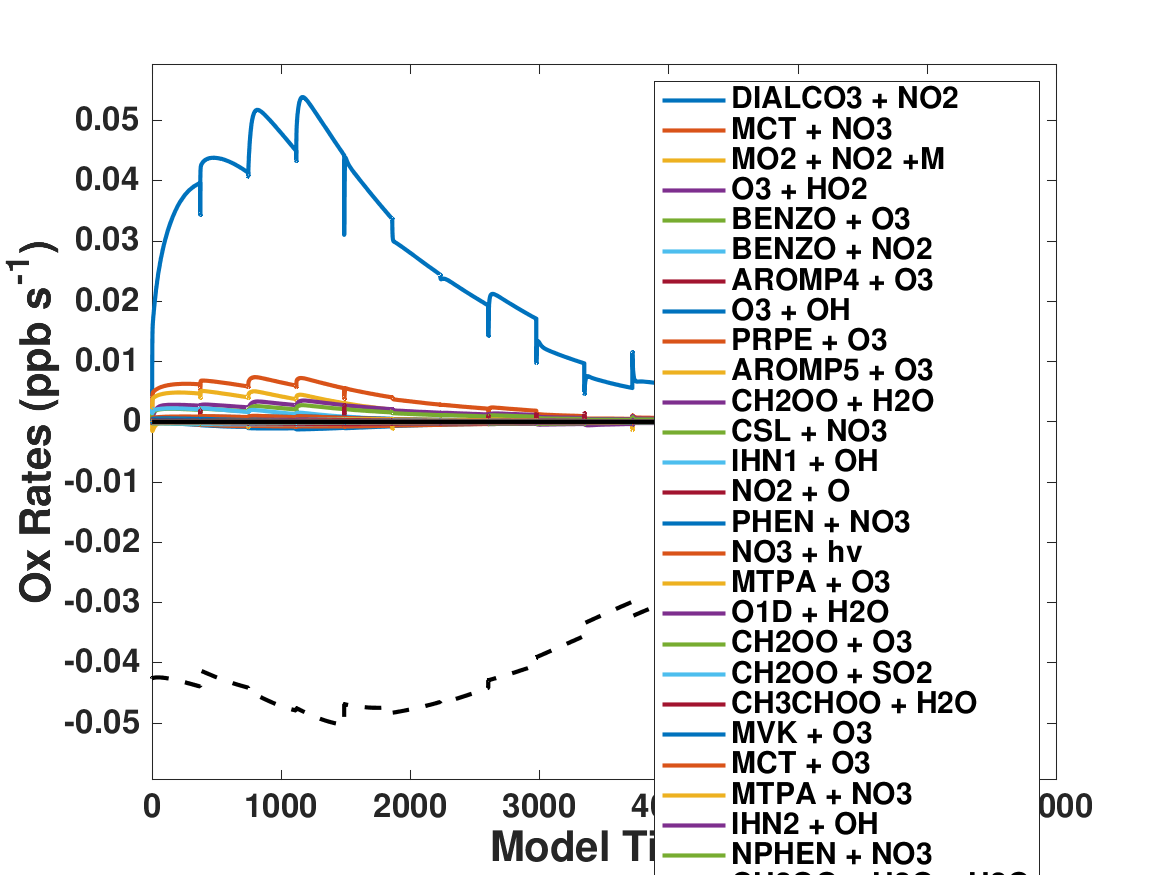 Ox Rates (ppb s-1)
0.05
0.04
0.03
0.02
0.01
0
-0.01
-0.02
-0.03
-0.04
-0.05
0 1000 2000 3000
000
Model Ti
DIALCO3 + NO2
MCT + NO3
MO2 + NO2 +M
O3 + HO2
BENZO + O3
BENZO + NO2
AROMP4 + O3
O3 + OH
PRPE + O3
AROMP5 + O3
CH2OO + H2O
CSL + NO3
IHN1 + OH
NO2 + O
PHEN + NO3
NO3 + hv
MTPA + O3
O1D + H2O
CH2OO + O3
CH2OO + SO2
CH3CHOO + H2O
MVK + O3
MCT + O3
MTPA + NO3
IHN2 + OH
NPHEN + NO3